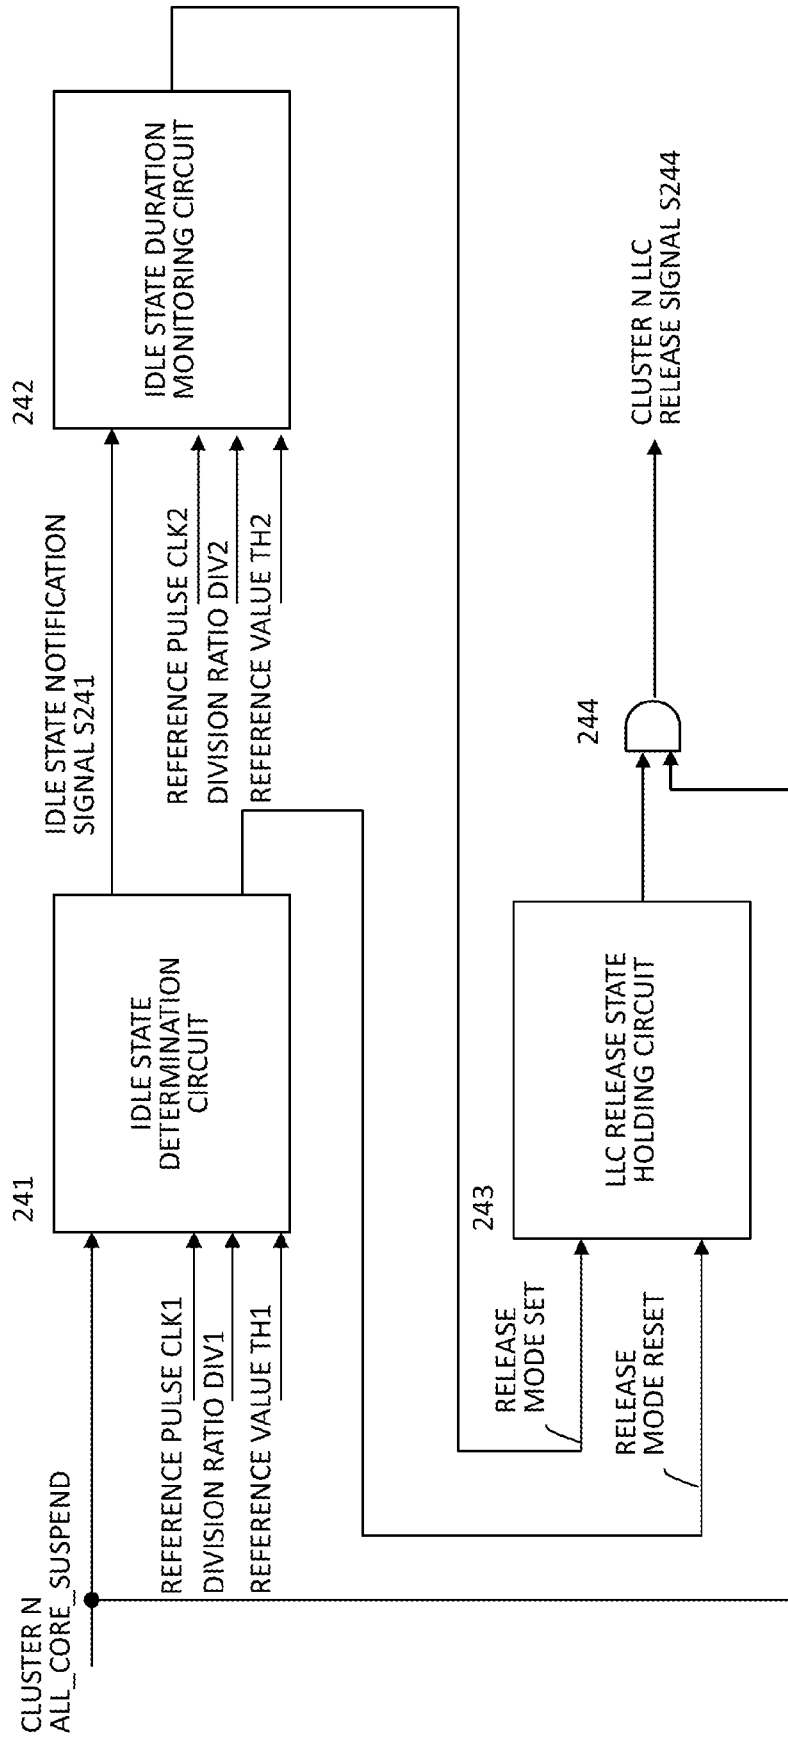 CLUSTER N
ALL_CORE_SUSPEND
241
IDLE STATE
DETERMINATION
CIRCUIT
REFERENCE PULSE CLK1
DIVISION RATIO DIV1
REFERENCE VALUE TH1
IDLE STATE NOTIFICATION
SIGNAL S241
242
IDLE STATE DURATION
MONITORING CIRCUIT
REFERENCE PULSE CLK2
DIVISION RATIO DIV2
REFERENCE VALUE TH2
RELEASE
MODE SET
RELEASE
MODE RESET
243
LLC RELEASE STATE
HOLDING CIRCUIT
244
CLUSTER N LLC
RELEASE SIGNAL S244